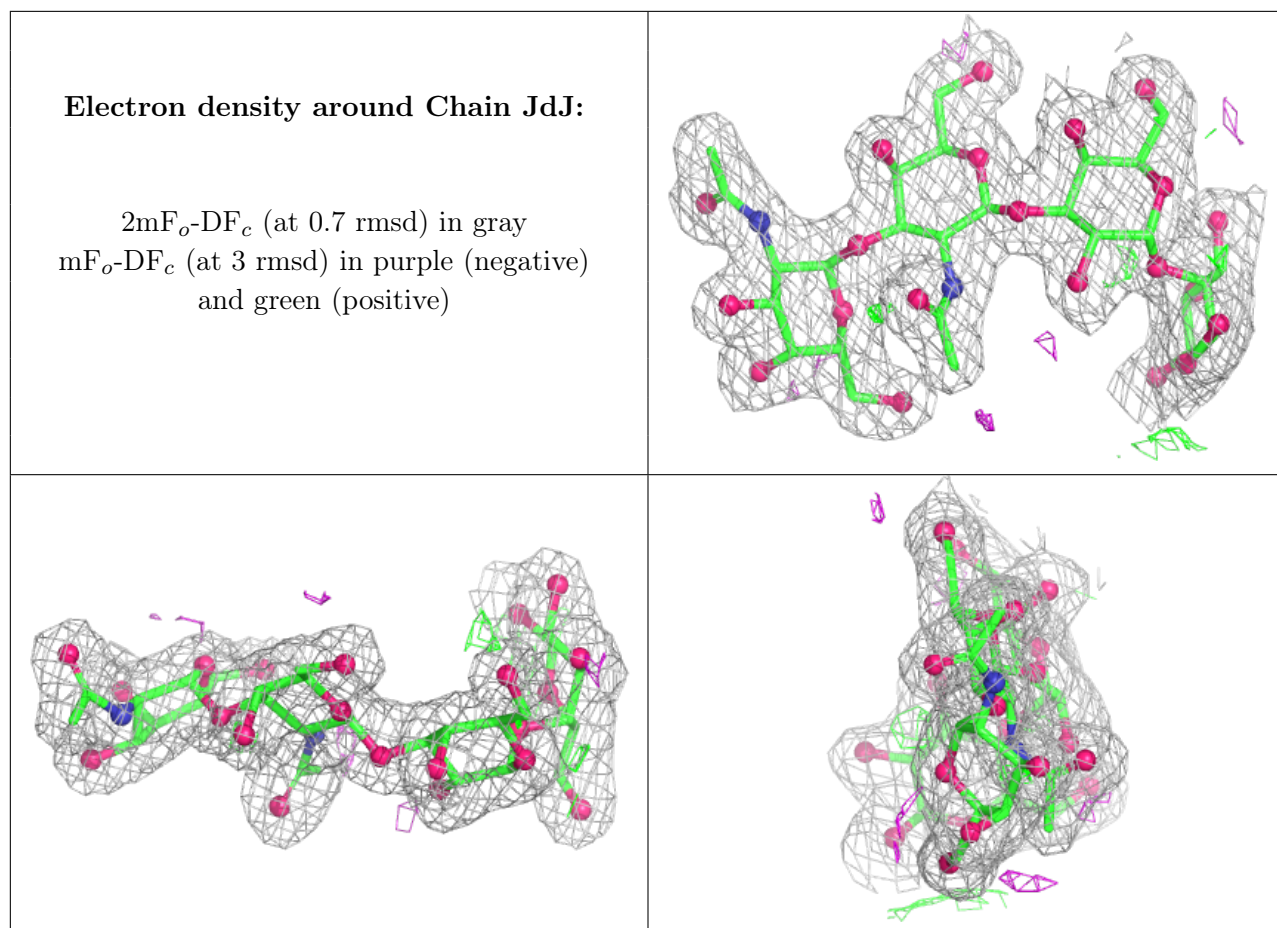 Electron density around Chain JdJ:
2mFo-DFc (at 0.7 rmsd) in gray
mFo-DFc (at 3 rmsd) in purple (negative)
and green (positive)